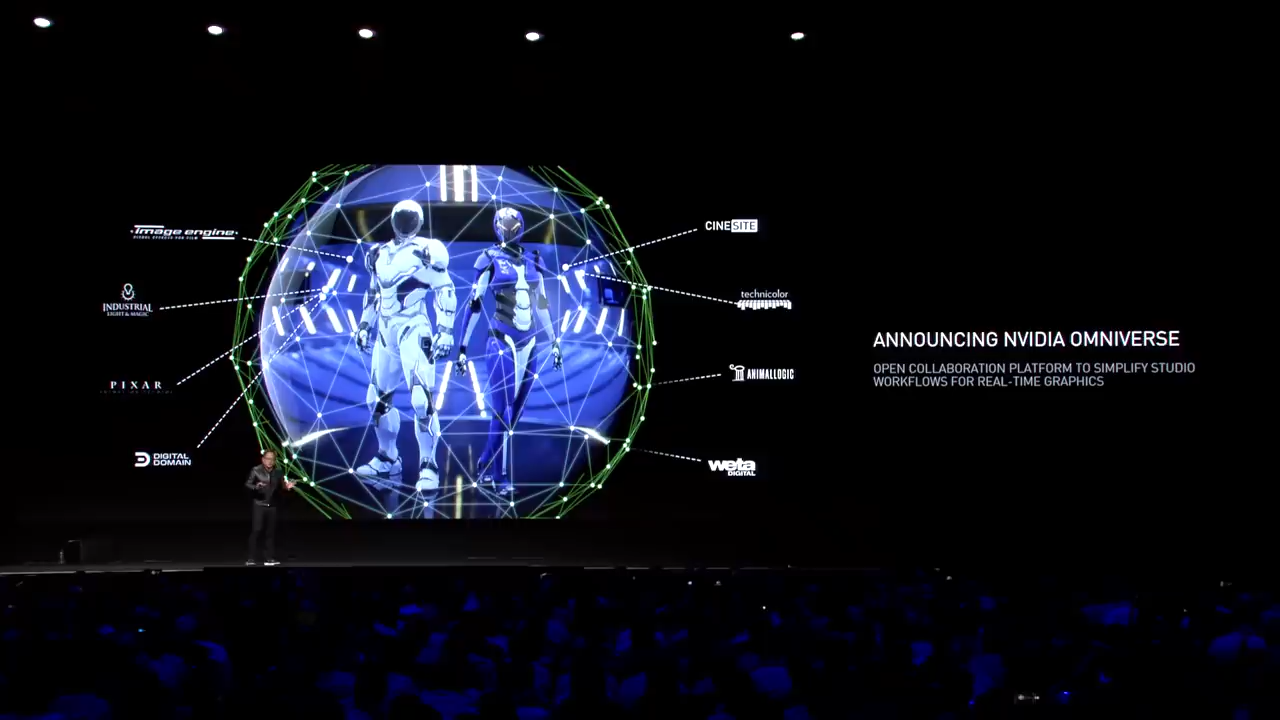 Image engine
INDUSTRIAL
LIGHT & MAGIC
PIXAR
DIGITAL
DOMAIN
CINESITE
technicolor
ANIMALLOGIC
weta
DIGITAL
ANNOUNCING NVIDIA OMNIVERSE
OPEN COLLABORATION PLATFORM TO SIMPLIFY STUDIO
WORKFLOWS FOR REAL-TIME GRAPHICS